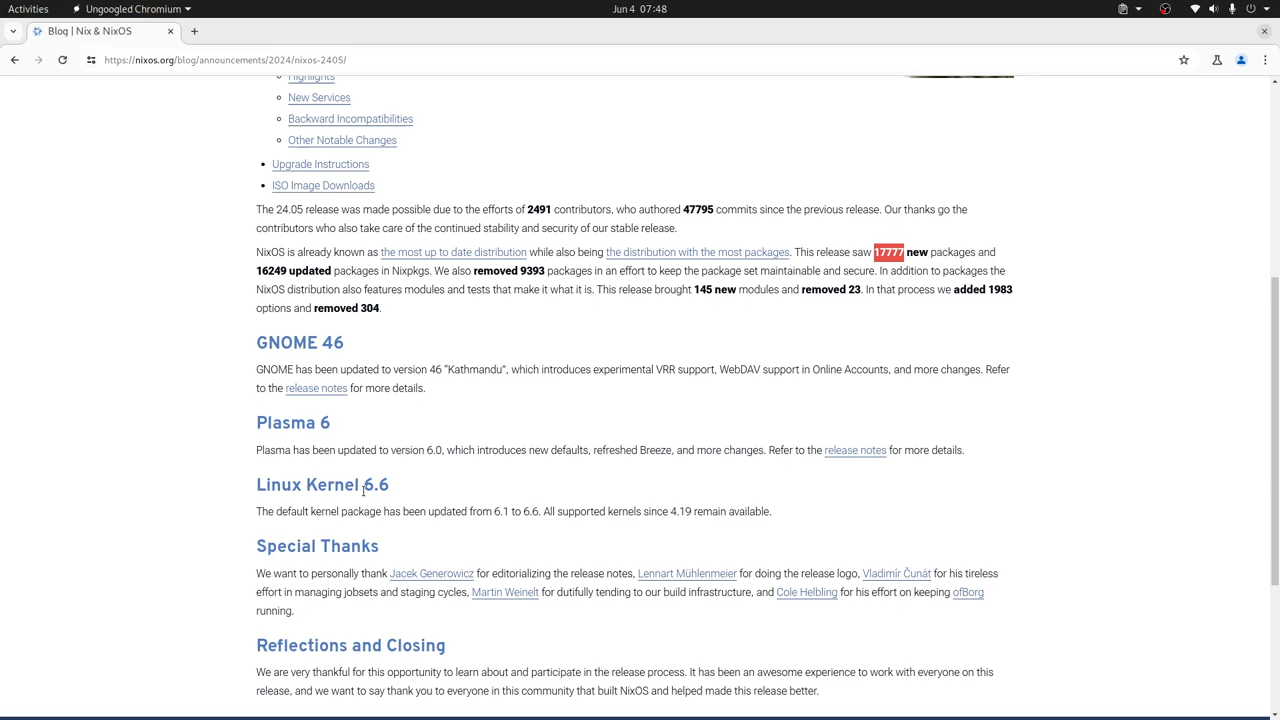 Activities Ungoogled Chromium Jun 4 07:48
Blog | Nix & NixOS
https://nixos.org/blog/announcements/2024/nixos-2405/
Highlights
New Services
Backward Incompatibilities
Other Notable Changes
Upgrade Instructions
ISO Image Downloads
The 24.05 release was made possible due to the efforts of 2491 contributors, who authored 47795 commits since the previous release. Our thanks go the
contributors who also take care of the continued stability and security of our stable release.
NixOS is already known as the most up to date distribution while also being the distribution with the most packages. This release saw 17777 new packages and
16249 updated packages in Nixpkgs. We also removed 9393 packages in an effort to keep the package set maintainable and secure. In addition to packages the
NixOS distribution also features modules and tests that make it what it is. This release brought 145 new modules and removed 23. In that process we added 1983
options and removed 304.
GNOME 46
GNOME has been updated to version 46 “Kathmandu”, which introduces experimental VRR support, WebDAV support in Online Accounts, and more changes. Refer
to the release notes for more details.
Plasma 6
Plasma has been updated to version 6.0, which introduces new defaults, refreshed Breeze, and more changes. Refer to the release notes for more details.
Linux Kernel 6.6
The default kernel package has been updated from 6.1 to 6.6. All supported kernels since 4.19 remain available.
Special Thanks
We want to personally thank Jacek Generowicz for editorializing the release notes, Lennart Mühlenmeier for doing the release logo, Vladimír Čunát for his tireless
effort in managing jobsets and staging cycles, Martin Weinelt for dutifully tending to our build infrastructure, and Cole Helbling for his effort on keeping ofBorg
running.
Reflections and Closing
We are very thankful for this opportunity to learn about and participate in the release process. It has been an awesome experience to work with everyone on this
release, and we want to say thank you to everyone in this community that built NixOS and helped made this release better.